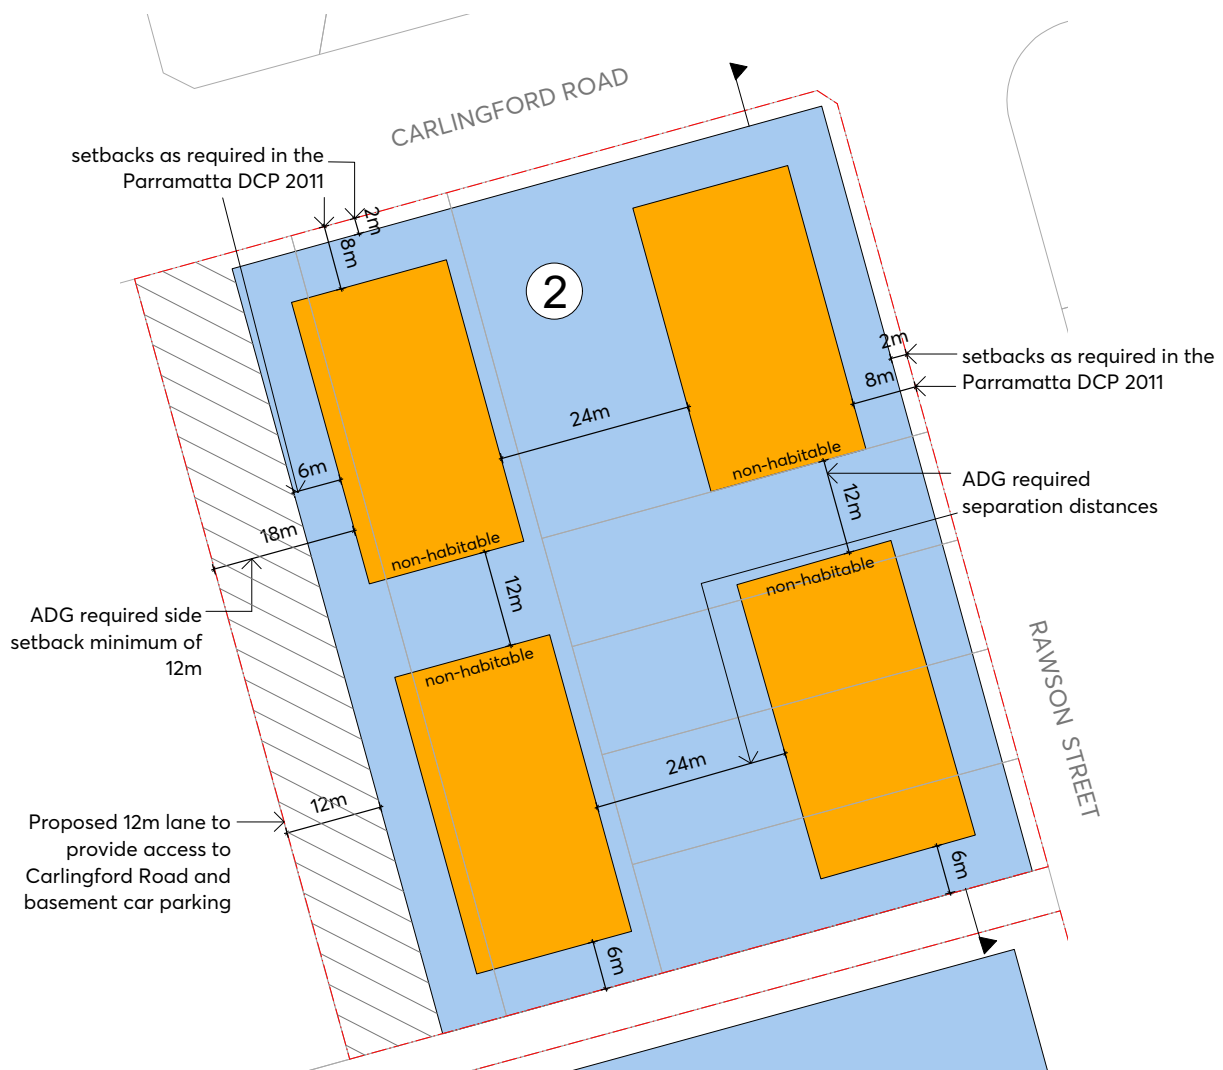 CARLINGFORD ROAD
setbacks as required in the
Parramatta DCP 2011
2m
8m
2
2m
setbacks as required in the
8m
Parramatta DCP 2011
24m
non-habitable
6m
ADG required
separation distances
12m
18m
non-habitable
non-habitable
12m
ADG required side
setback minimum of
12m
non-habitable
RAWSON STREET
24m
12m
Proposed 12m lane to
provide access to
Carlingford Road and
basement car parking
6m
6m